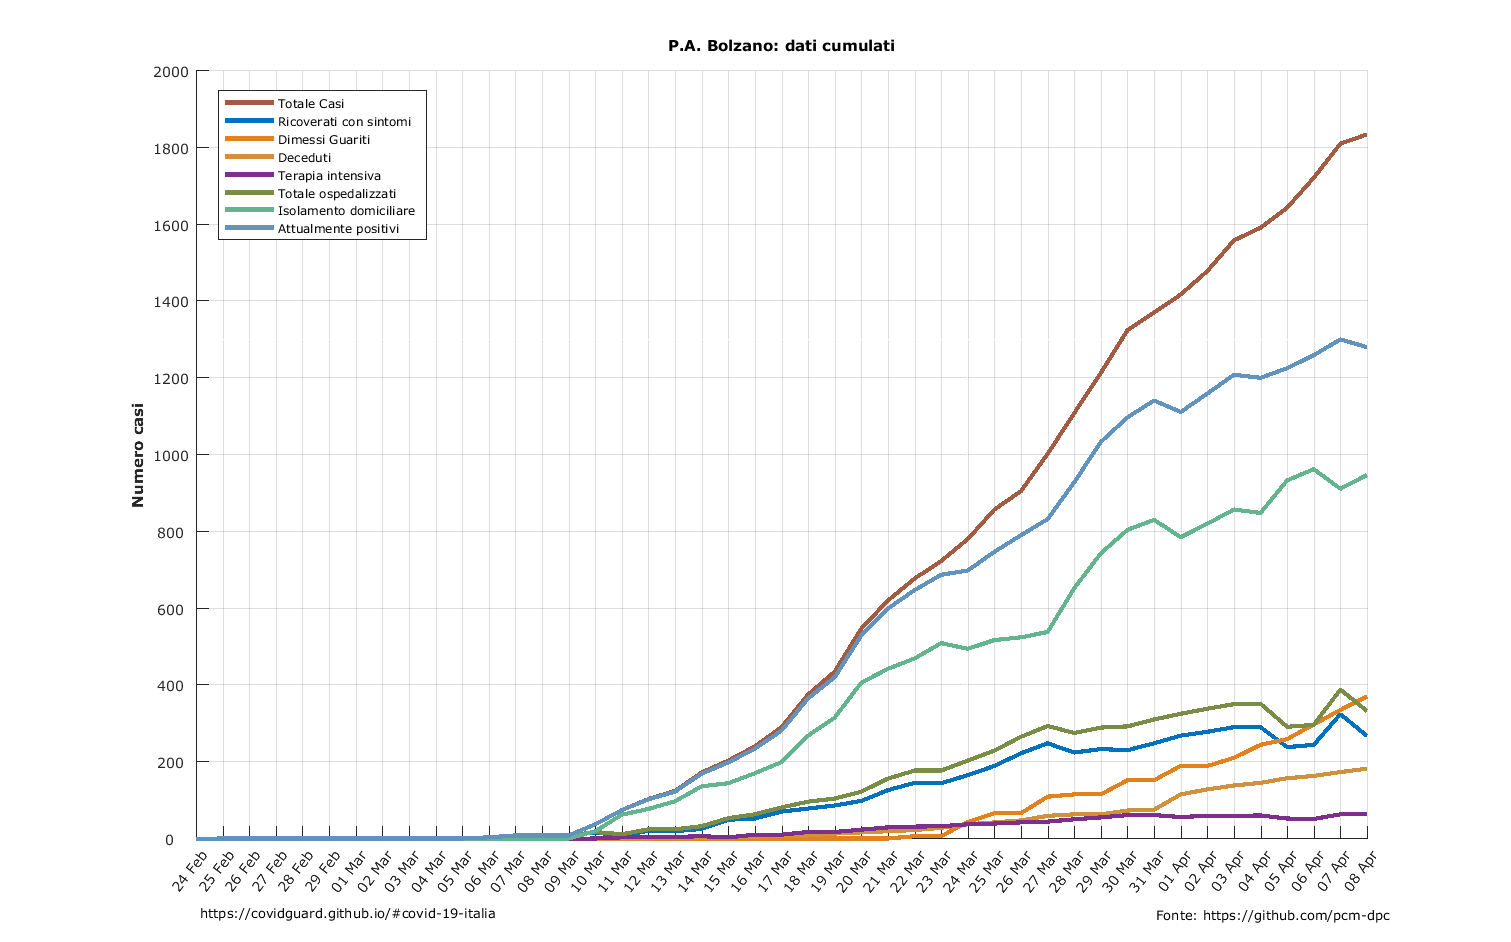 P.A. Bolzano: dati cumulati
2000
1800
1600
1400
1200
1000
800
600
400
200
0
Numero casi
Totale Casi
Ricoverati con sintomi
Dimessi Guariti
Deceduti
Terapia intensiva
Totale ospedalizzati
Isolamento domiciliare
Attualmente positivi
24 Feb
25 Feb
26 Feb
27 Feb
28 Feb
29 Feb
01 Mar
02 Mar
03 Mar
04 Mar
05 Mar
06 Mar
07 Mar
08 Mar
09 Mar
10 Mar
11 Mar
12 Mar
13 Mar
14 Mar
15 Mar
16 Mar
17 Mar
18 Mar
19 Mar
20 Mar
21 Mar
22 Mar
23 Mar
24 Mar
25 Mar
26 Mar
27 Mar
28 Mar
29 Mar
30 Mar
31 Mar
01 Apr
02 Apr
03 Apr
04 Apr
05 Apr
06 Apr
07 Apr
08 Apr
https://covidguard.github.io/#covid-19-italia
Fonte: https://github.com/pcm-dpc